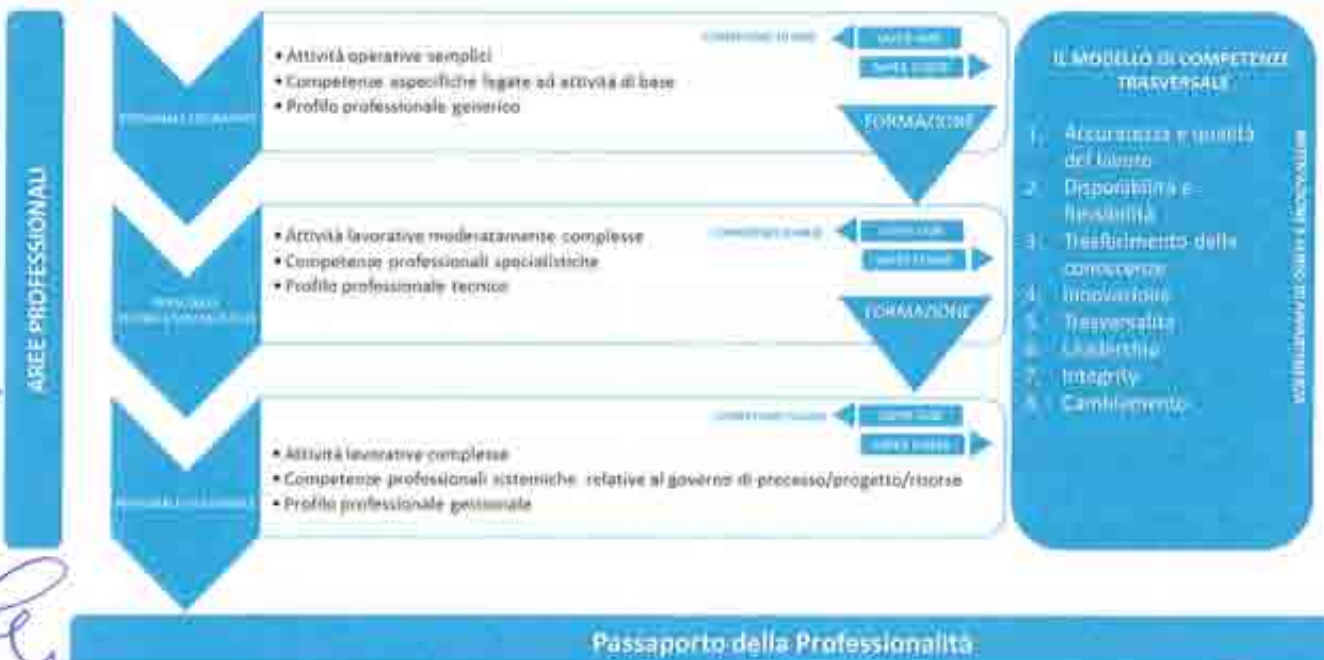 AREE PROFESSIONALI
• Attività operative semplici
• Competenze aspecifiche legate ad attività di base
• Profilo professionale generico
FORMAZIONE
• Attività lavorative moderatamente complesse
• Competenze professionali specialistiche
• Profilo professionale tecnico
FORMAZIONE
• Attività lavorative complesse
• Competenze professionali sistemiche relative al governo di processo/progetto/risorse
• Profilo professionale gestionale
IL MODELLO DI COMPETENZE
TRASVERSALE
1. Accuratezza e qualità
del lavoro
2. Disponibilità e
flessibilità
3. Trasferimento delle
conoscenze
4. Innovazione
5. Trasversalità
6. Leadership
7. Integrity
8. Cambiamento
Passaporto della Professionalità